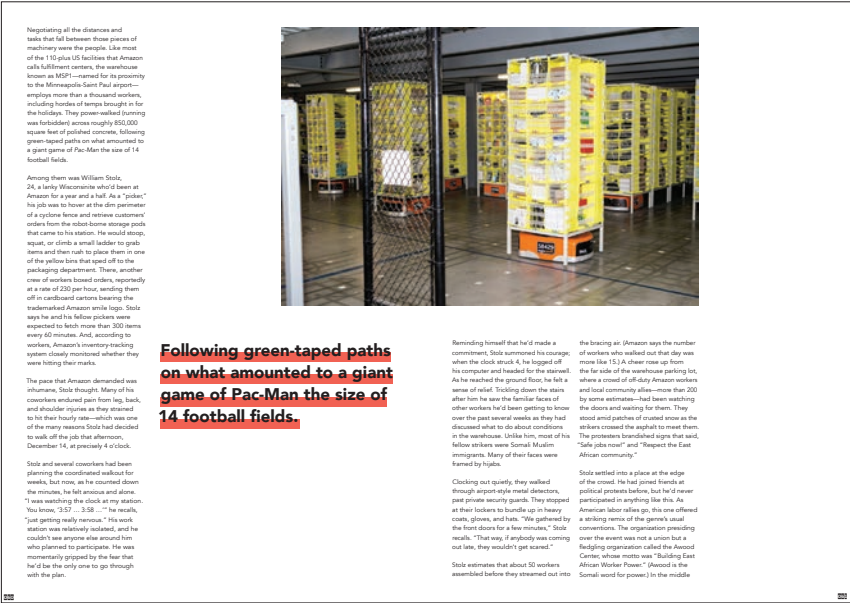 Negotiating all the distances and
tasks that fall between those pieces of
machinery were the people. Like most
of the 110-plus US facilities that Amazon
calls fulfillment centers, the warehouse
known as MSP1—named for its proximity
to the Minneapolis-Saint Paul airport—
employs more than a thousand workers,
including hordes of temps brought in for
the holidays. They power-walked (running
was forbidden) across roughly 850,000
square feet of polished concrete, following
green-taped paths on what amounted to
a giant game of Pac-Man the size of 14
football fields.
Among them was William Stolz,
24, a lanky Wisconsinite who'd been at
Amazon for a year and a half. As a "picker,"
his job was to hover at the dim perimeter
of a cyclone fence and retrieve customers'
orders from the robot-borne storage pods
that came to his station. He would stoop,
squat, or climb a small ladder to grab
items and then rush to place them in one
of the yellow bins that sped off to the
packaging department. There, another
crew of workers boxed orders, reportedly
at a rate of 230 per hour, sending them
off in cardboard cartons bearing the
trademarked Amazon smile logo. Stolz
says he and his fellow pickers were
expected to fetch more than 300 items
every 60 minutes. And, according to
workers, Amazon's inventory-tracking
system closely monitored whether they
were hitting their marks.
The pace that Amazon demanded was
inhumane, Stolz thought. Many of his
coworkers endured pain from leg, back,
and shoulder injuries as they strained
to hit their hourly rate—which was one
of the many reasons Stolz had decided
to walk off the job that afternoon,
December 14, at precisely 4 o'clock.
Stolz and several coworkers had been
planning the coordinated walkout for
weeks, but now, as he counted down
the minutes, he felt anxious and alone.
"I was watching the clock at my station.
You know, '3:57 ... 3:58 ...'" he recalls,
"just getting really nervous." His work
station was relatively isolated, and he
couldn't see anyone else around him
who planned to participate. He was
momentarily gripped by the fear that
he'd be the only one to go through
with the plan.
Following green-taped paths
on what amounted to a giant
game of Pac-Man the size of
14 football fields.
Reminding himself that he'd made a
commitment, Stolz summoned his courage;
when the clock struck 4, he logged off
his computer and headed for the stairwell.
As he reached the ground floor, he felt a
sense of relief. Trickling down the stairs
after him he saw the familiar faces of
other workers he'd been getting to know
over the past several weeks as they had
discussed what to do about conditions
in the warehouse. Unlike him, most of his
fellow strikers were Somali Muslim
immigrants. Many of their faces were
framed by hijabs.
Clocking out quietly, they walked
through airport-style metal detectors,
past private security guards. They stopped
at their lockers to bundle up in heavy
coats, gloves, and hats. "We gathered by
the front doors for a few minutes," Stolz
recalls. "That way, if anybody was coming
out late, they wouldn't get scared."
Stolz estimates that about 50 workers
assembled before they streamed out into
the bracing air. (Amazon says the number
of workers who walked out that day was
more like 15.) A cheer rose up from
the far side of the warehouse parking lot,
where a crowd of off-duty Amazon workers
and local community allies—more than 200
by some estimates—had been watching
the doors and waiting for them. They
stood amid patches of crusted snow as the
strikers crossed the asphalt to meet them.
The protesters brandished signs that said,
"Safe jobs now!" and "Respect the East
African community."
Stolz settled into a place at the edge
of the crowd. He had joined friends at
political protests before, but he'd never
participated in anything like this. As
American labor rallies go, this one offered
a striking remix of the genre's usual
conventions. The organization presiding
over the event was not a union but a
fledgling organization called the Awood
Center, whose motto was "Building East
African Worker Power." (Awood is the
Somali word for power.) In the middle